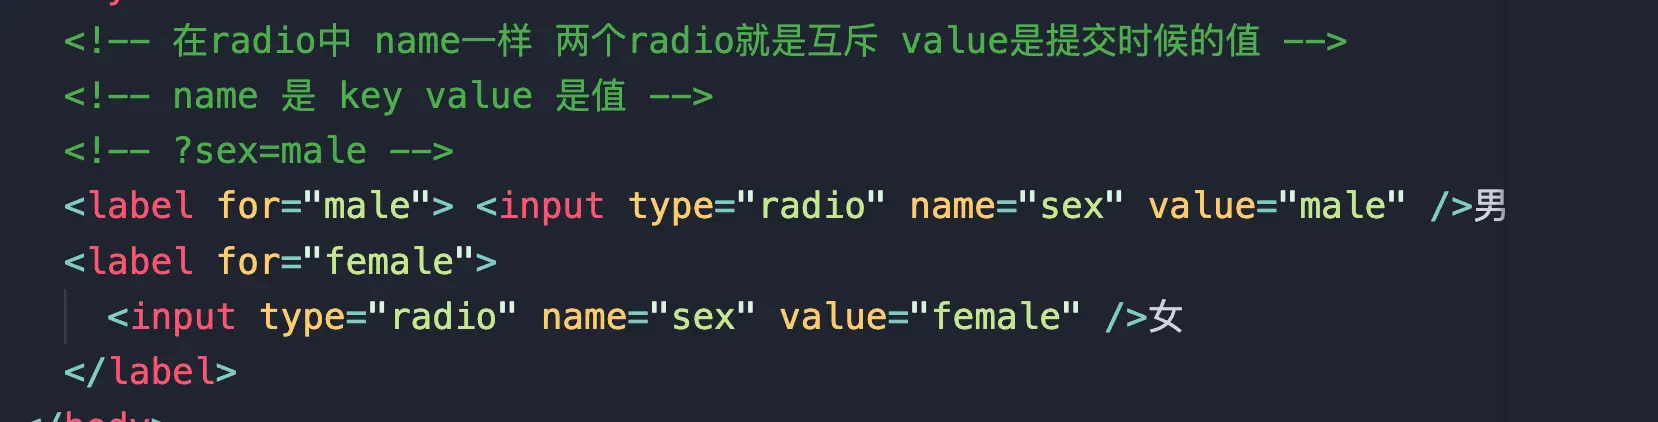 <!-- 在radio中 name一样 两个radio就是互斥 value是提交时候的值 -->
<!-- name 是 key value 是值 -->
<!-- ?sex=male -->
<label for="male"> <input type="radio" name="sex" value="male" />男
<label for="female">
<input type="radio" name="sex" value="female" />女
</label>
</body>